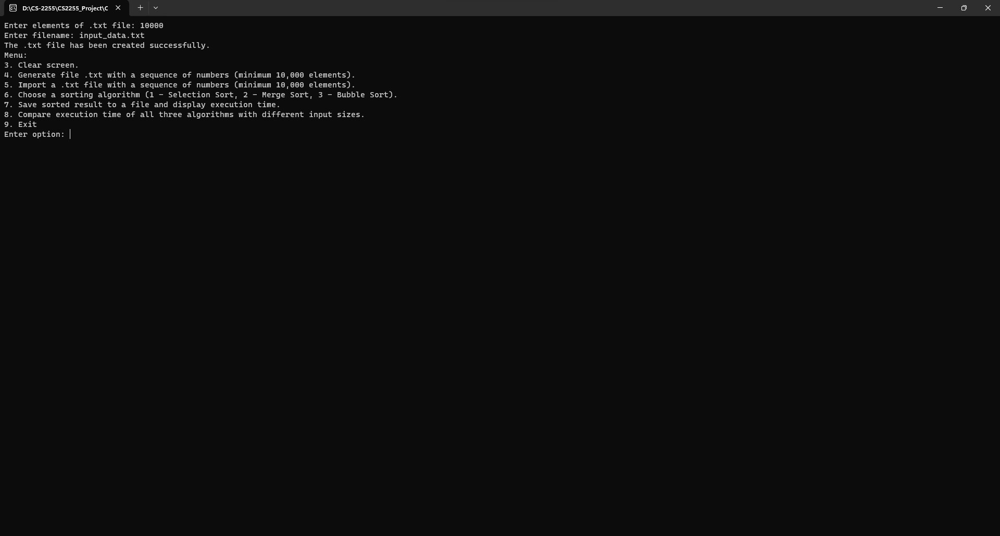 D:\CS-2255\CS2255_Project\C
Enter elements of .txt file: 10000
Enter filename: input_data.txt
The .txt file has been created successfully.
Menu:
3. Clear screen.
4. Generate file .txt with a sequence of numbers (minimum 10,000 elements).
5. Import a .txt file with a sequence of numbers (minimum 10,000 elements).
6. Choose a sorting algorithm (1 - Selection Sort, 2 - Merge Sort, 3 - Bubble Sort).
7. Save sorted result to a file and display execution time.
8. Compare execution time of all three algorithms with different input sizes.
9. Exit
Enter option: